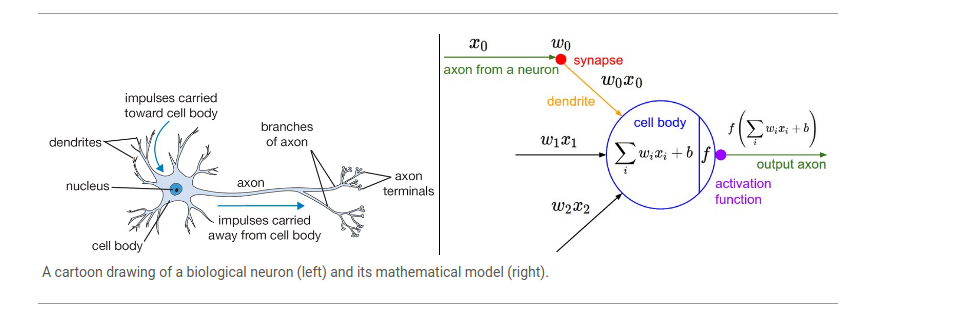 impulses carried
toward cell body
dendrites
nucleus
cell body
axon
branches
of axon
axon
terminals
impulses carried
away from cell body
x₀
w₀
synapse
axon from a neuron
w₀x₀
dendrite
cell body
w₁x₁
∑ᵢ wᵢxᵢ + b
f
f(∑ᵢ wᵢxᵢ + b)
output axon
activation
function
w₂x₂
A cartoon drawing of a biological neuron (left) and its mathematical model (right).